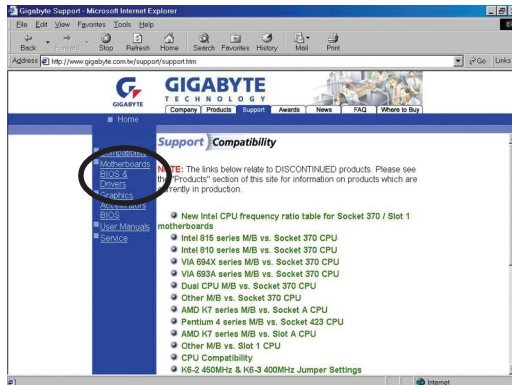 Gigabyte Support - Microsoft Internet Explorer
File Edit View Favorites Tools Help
Back Forward Stop Refresh Home Search Favorites History Mail Print
Address http://www.gigabyte.com.tw/support/support.htm Go Links
GIGABYTE
GIGABYTE
TECHNOLOGY
Company Products Support Awards News FAQ Where to Buy
Home
Support Compatibility
Compatibility
Motherboards
BIOS &
Drivers
Graphics
Accelerators
BIOS
User Manuals
Service
NOTE: The links below relate to DISCONTINUED products. Please see
the "Products" section of this site for information on products which are
currently in production.
New Intel CPU frequency ratio table for Socket 370 / Slot 1
motherboards
Intel 815 series M/B vs. Socket 370 CPU
Intel 810 series M/B vs. Socket 370 CPU
VIA 694X series M/B vs. Socket 370 CPU
VIA 693A series M/B vs. Socket 370 CPU
Dual CPU M/B vs. Socket 370 CPU
Other M/B vs. Socket 370 CPU
AMD K7 series M/B vs. Socket A CPU
Pentium 4 series M/B vs. Socket 423 CPU
AMD K7 series M/B vs. Slot A CPU
Other M/B vs. Slot 1 CPU
CPU Compatibility
K6-2 450MHz & K6-3 400MHz Jumper Settings
Internet